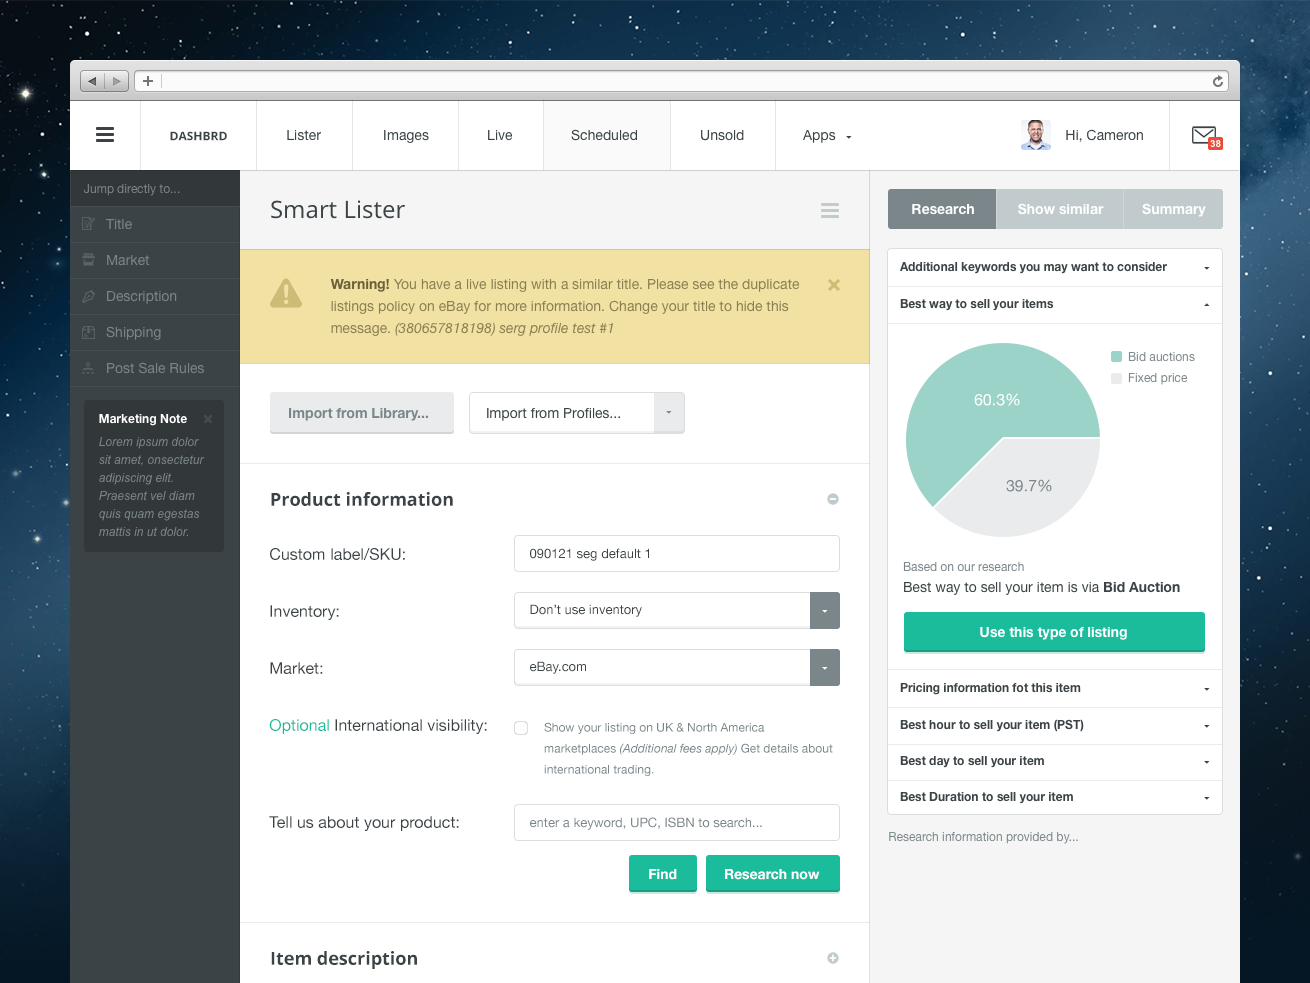 DASHBRD
Lister
Images
Live
Scheduled
Unsold
Apps
Hi, Cameron
38
Jump directly to...
Title
Market
Description
Shipping
Post Sale Rules
Marketing Note
Lorem ipsum dolor
sit amet, onsectetur
adipiscing elit.
Praesent vel diam
quis quam egestas
mattis in ut dolor.
Smart Lister
Warning! You have a live listing with a similar title. Please see the duplicate
listings policy on eBay for more information. Change your title to hide this
message. (380657818198) serg profile test #1
Import from Library...
Import from Profiles...
Product information
Custom label/SKU:
090121 seg default 1
Inventory:
Don't use inventory
Market:
eBay.com
Optional International visibility:
Show your listing on UK & North America
marketplaces (Additional fees apply) Get details about
international trading.
Tell us about your product:
enter a keyword, UPC, ISBN to search...
Find
Research now
Item description
Research
Show similar
Summary
Additional keywords you may want to consider
Best way to sell your items
Bid auctions
Fixed price
60.3%
39.7%
Based on our research
Best way to sell your item is via Bid Auction
Use this type of listing
Pricing information fot this item
Best hour to sell your item (PST)
Best day to sell your item
Best Duration to sell your item
Research information provided by...